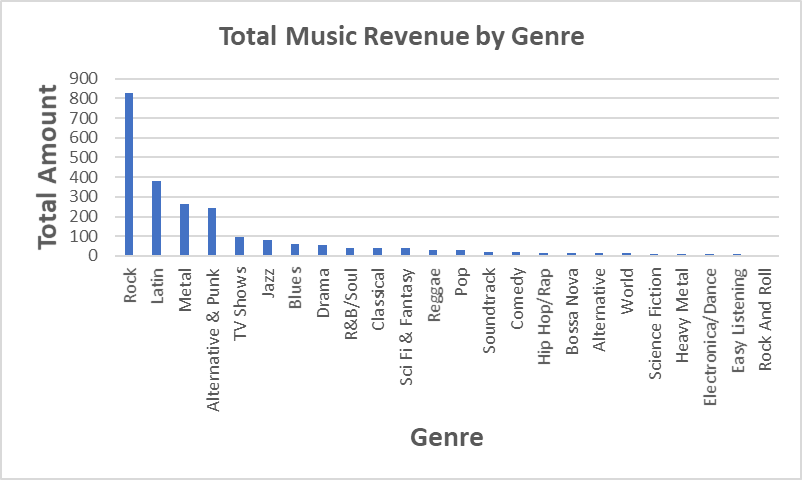 Total Music Revenue by Genre
Total Amount
900
800
700
600
500
400
300
200
100
0
Rock
Latin
Metal
Alternative & Punk
TV Shows
Jazz
Blues
Drama
R&B/Soul
Classical
Sci Fi & Fantasy
Reggae
Pop
Soundtrack
Comedy
Hip Hop/Rap
Bossa Nova
Alternative
World
Science Fiction
Heavy Metal
Electronica/Dance
Easy Listening
Rock And Roll
Genre